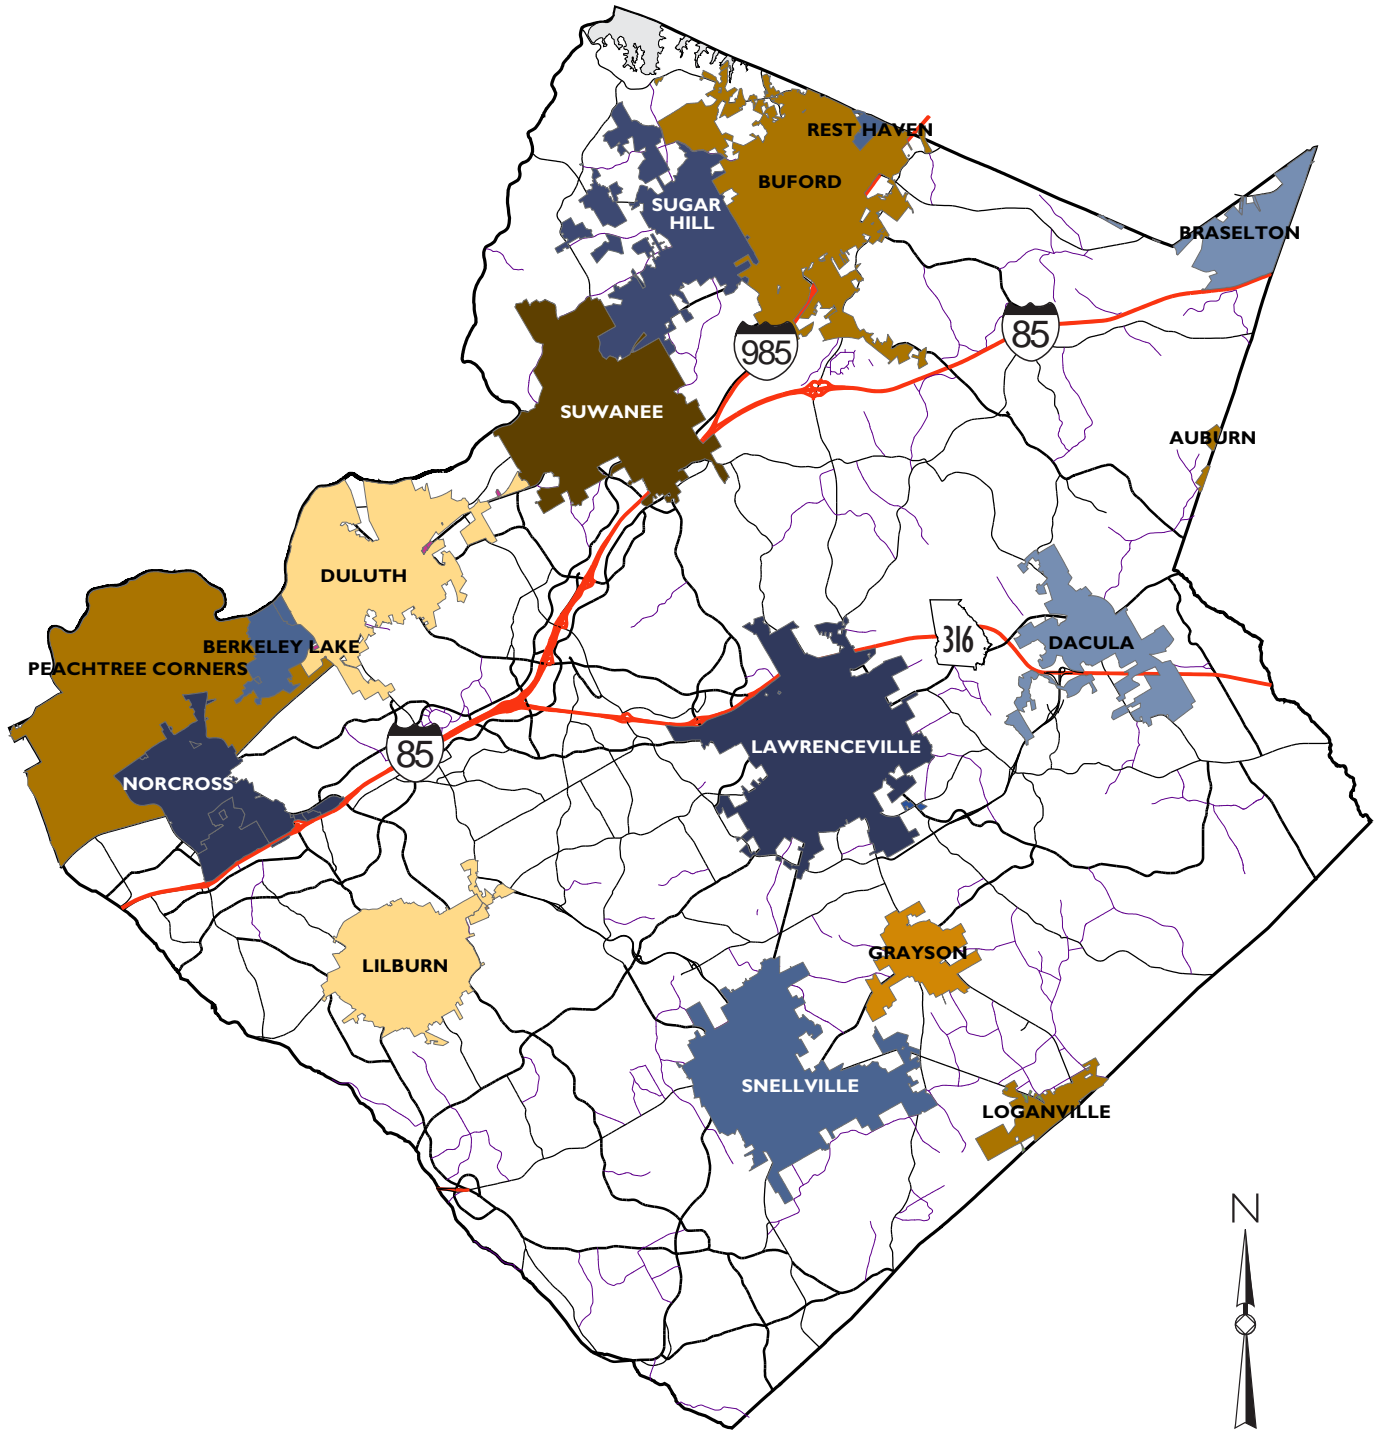 REST HAVEN
BUFORD
SUGAR
HILL
BRASELTON
85
985
SUWANEE
AUBURN
DULUTH
316
DACULA
BERKELEY LAKE
PEACHTREE CORNERS
LAWRENCEVILLE
85
NORCROSS
GRAYSON
LILBURN
SNELLVILLE
LOGANVILLE
N